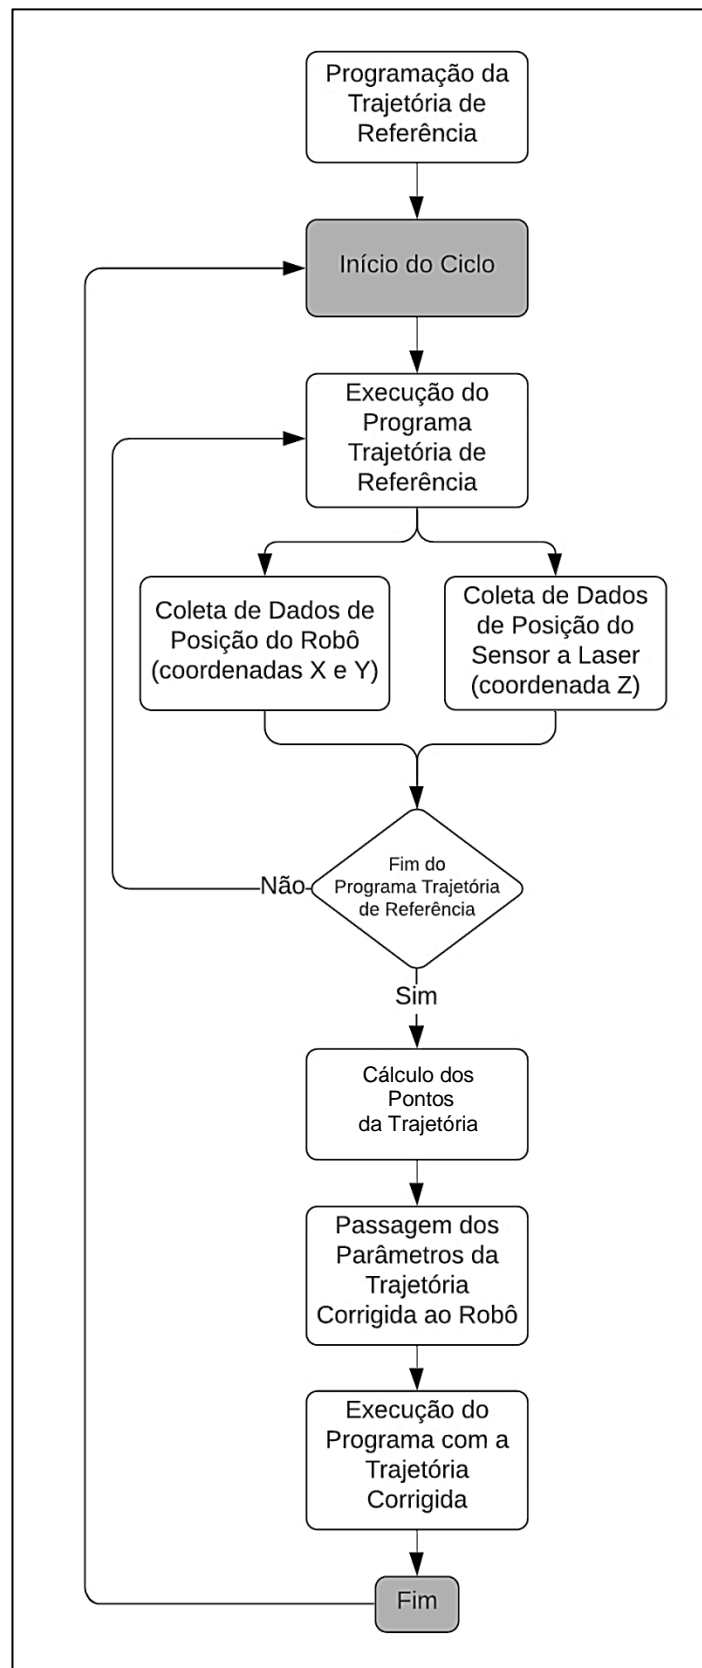 Programação da
Trajetória de
Referência
Início do Ciclo
Execução do
Programa
Trajetória de
Referência
Coleta de Dados de
Posição do Robô
(coordenadas X e Y)
Coleta de Dados
de Posição do
Sensor a Laser
(coordenada Z)
Fim do
Programa Trajetória
de Referência
Não
Sim
Cálculo dos
Pontos
da Trajetória
Passagem dos
Parâmetros da
Trajetória
Corrigida ao Robô
Execução do
Programa com a
Trajetória
Corrigida
Fim